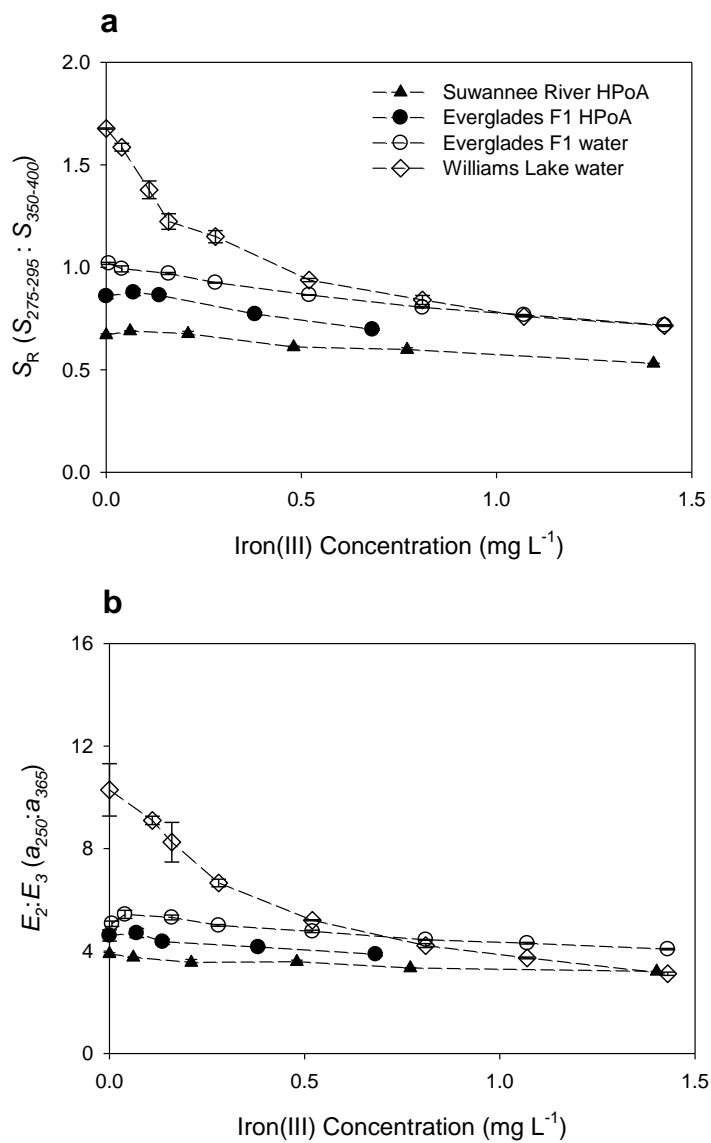 a
2.0
1.5
1.0
0.5
0.0
S_R (S_275-295 : S_350-400)
Suwannee River HPoA
Everglades F1 HPoA
Everglades F1 water
Williams Lake water
0.0 0.5 1.0 1.5
Iron(III) Concentration (mg L⁻¹)
b
16
12
8
4
0
E_2:E_3 (a_250:a_365)
0.0 0.5 1.0 1.5
Iron(III) Concentration (mg L⁻¹)